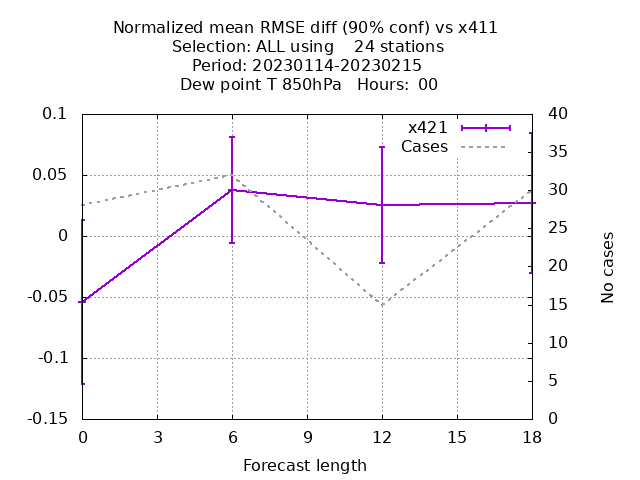 Normalized mean RMSE diff (90% conf) vs x411
Selection: ALL using    24 stations
Period: 20230114-20230215
Dew point T 850hPa   Hours:  00
x421
Cases
0.1
0.05
0
-0.05
-0.1
-0.15
40
35
30
25
20
15
10
5
0
No cases
0 3 6 9 12 15 18
Forecast length